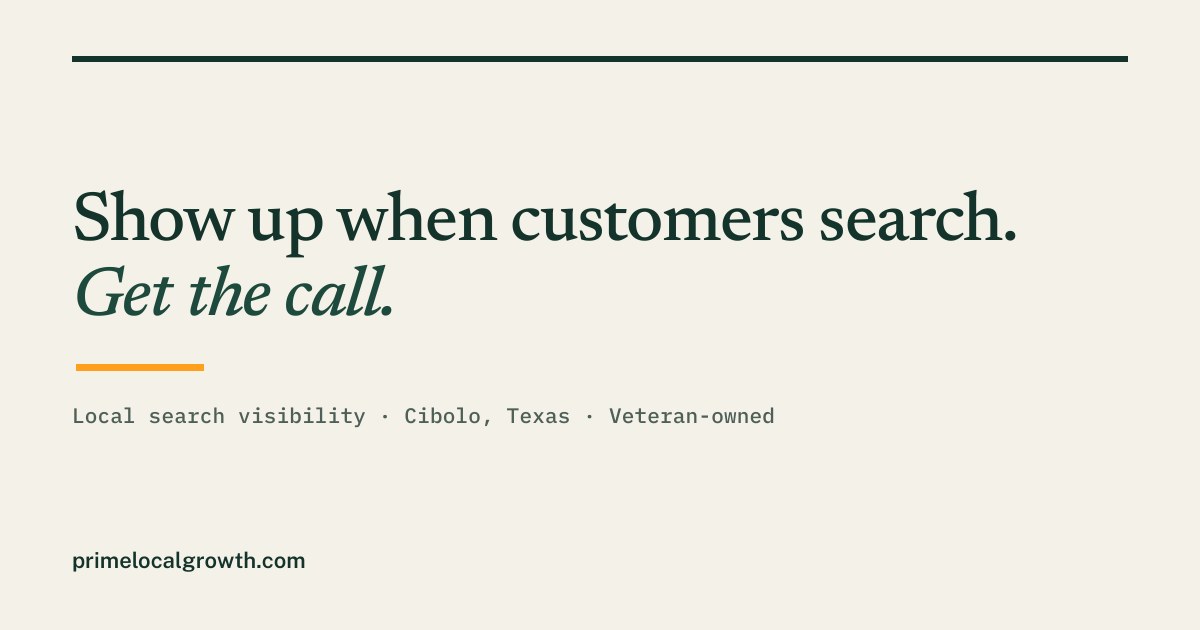 Show up when customers search.
Get the call.
Local search visibility · Cibolo, Texas · Veteran-owned
primelocalgrowth.com